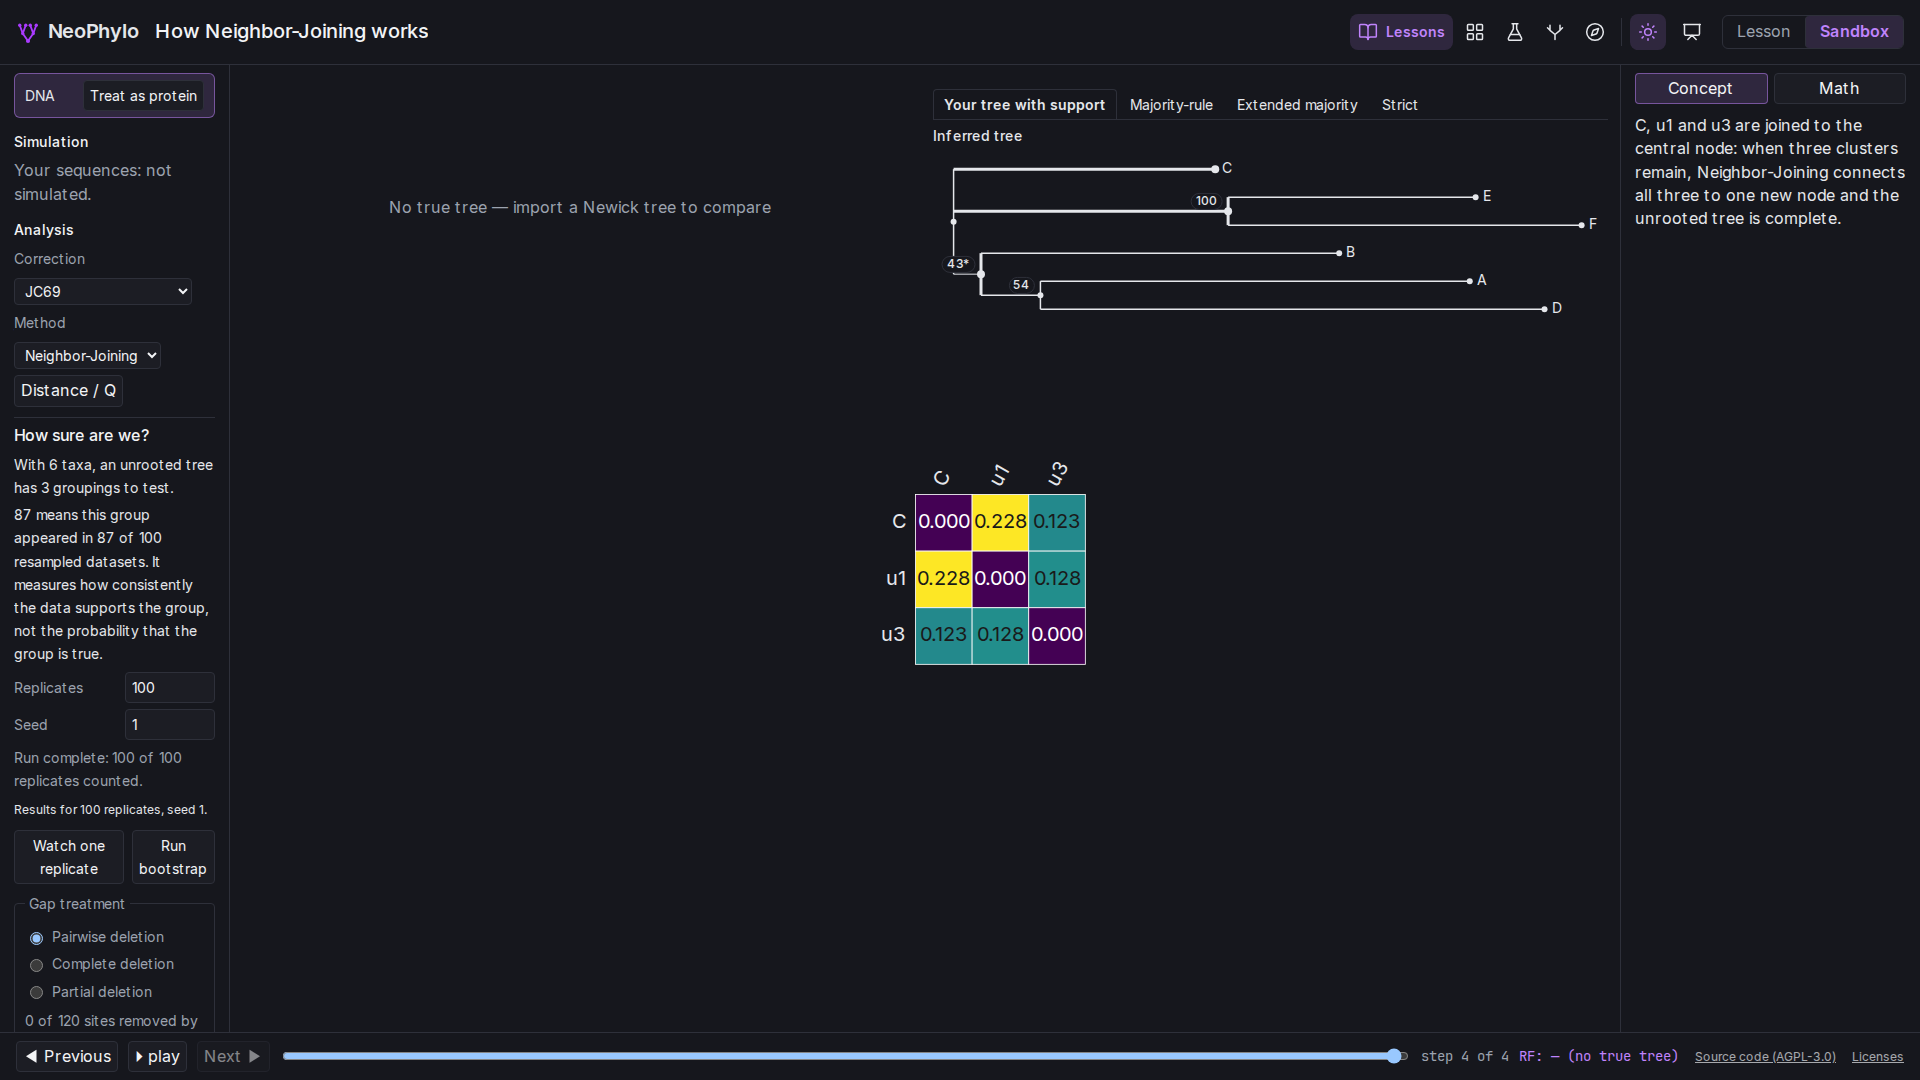 NeoPhylo
How Neighbor-Joining works
Lessons
Lesson
Sandbox
DNA
Treat as protein
Simulation
Your sequences: not
simulated.
Analysis
Correction
JC69
Method
Neighbor-Joining
Distance / Q
How sure are we?
With 6 taxa, an unrooted tree
has 3 groupings to test.
87 means this group
appeared in 87 of 100
resampled datasets. It
measures how consistently
the data supports the group,
not the probability that the
group is true.
Replicates
100
Seed
1
Run complete: 100 of 100
replicates counted.
Results for 100 replicates, seed 1.
Watch one
replicate
Run
bootstrap
Gap treatment
Pairwise deletion
Complete deletion
Partial deletion
0 of 120 sites removed by
No true tree — import a Newick tree to compare
Your tree with support
Majority-rule
Extended majority
Strict
Inferred tree
C
E
100
F
B
43*
A
54
D
C u1 u3
C 0.000 0.228 0.123
u1 0.228 0.000 0.128
u3 0.123 0.128 0.000
Concept
Math
C, u1 and u3 are joined to the
central node: when three clusters
remain, Neighbor-Joining connects
all three to one new node and the
unrooted tree is complete.
Previous
play
Next
step 4 of 4
RF: — (no true tree)
Source code (AGPL-3.0)
Licenses